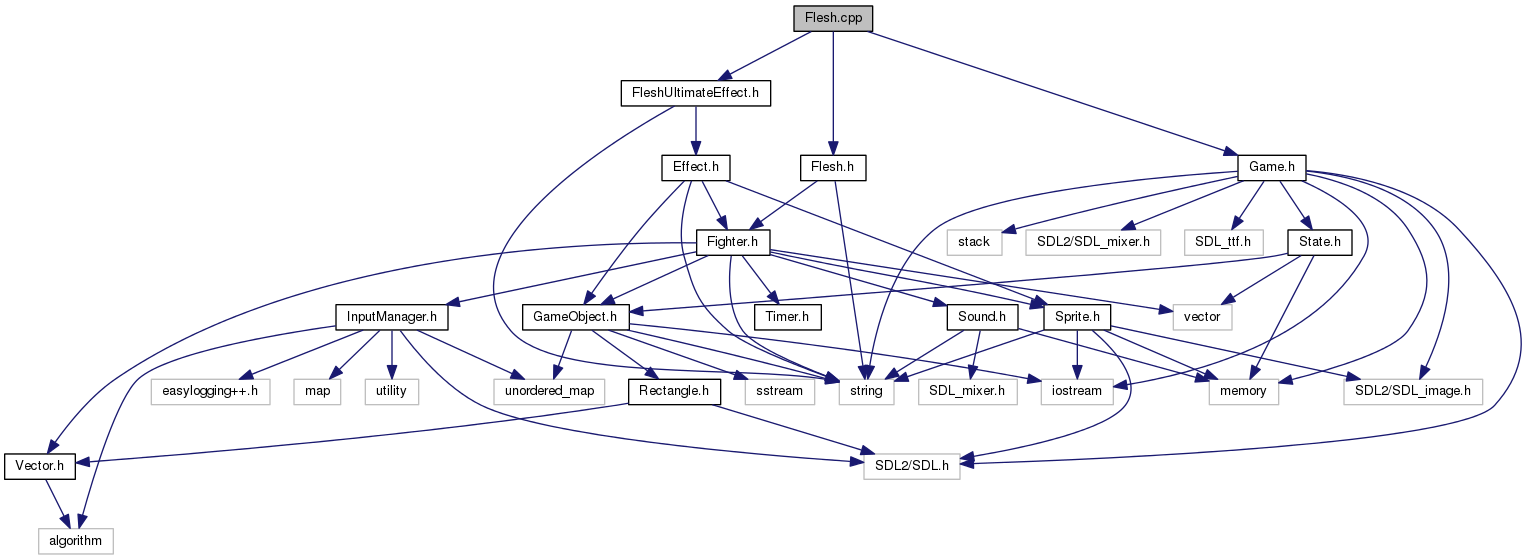 Flesh.cpp
FleshUltimateEffect.h
Effect.h
Flesh.h
Game.h
Fighter.h
stack
SDL2/SDL_mixer.h
SDL_ttf.h
State.h
InputManager.h
GameObject.h
Timer.h
Sound.h
Sprite.h
vector
easylogging++.h
map
utility
unordered_map
Rectangle.h
sstream
string
SDL_mixer.h
iostream
memory
SDL2/SDL_image.h
Vector.h
SDL2/SDL.h
algorithm